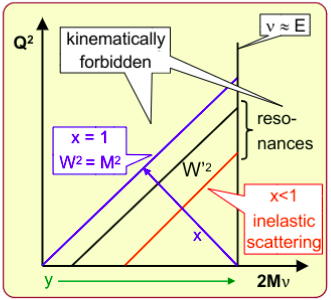 Q²
kinematically
forbidden
ν ≈ E
reso-
nances
x = 1
W² = M²
W'²
x<1
inelastic
scattering
x
y
2Mν